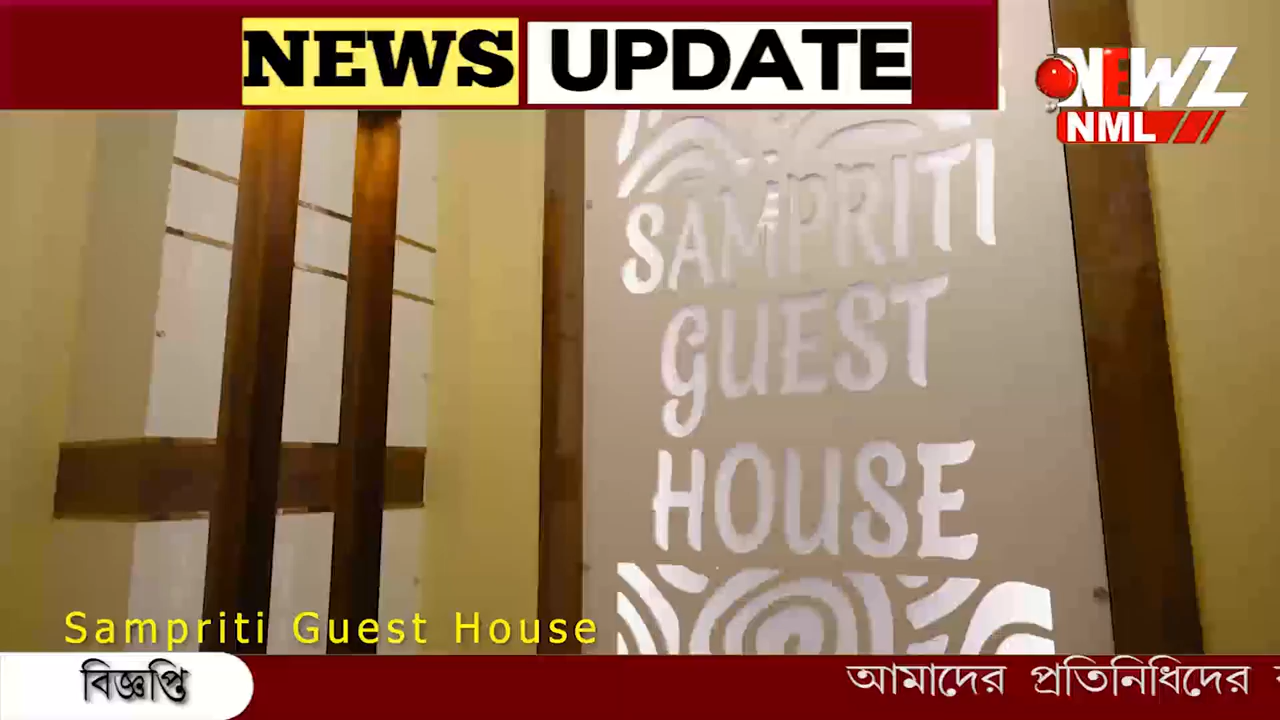 NEWS UPDATE
NEWZ
NML
SAMPRITI
GUEST
HOUSE
Sampriti Guest House
বিজ্ঞপ্তি
আমাদের প্রতিনিধিদের